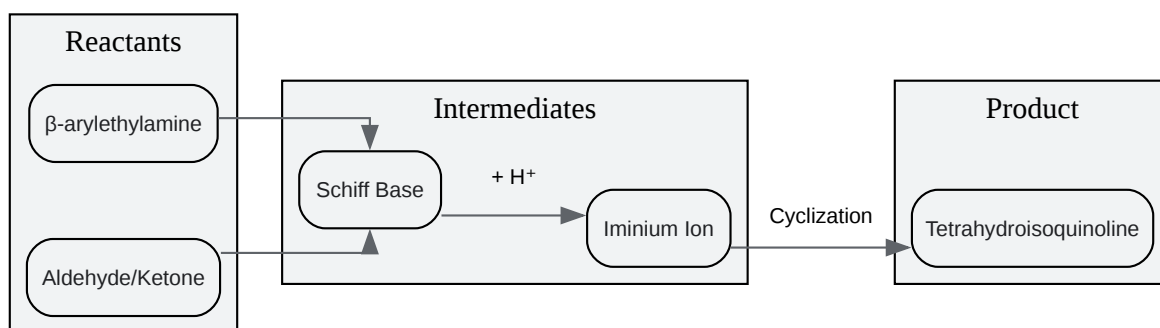 Reactants
β-arylethylamine
Aldehyde/Ketone
Intermediates
Schiff Base
+ H⁺
Iminium Ion
Cyclization
Product
Tetrahydroisoquinoline